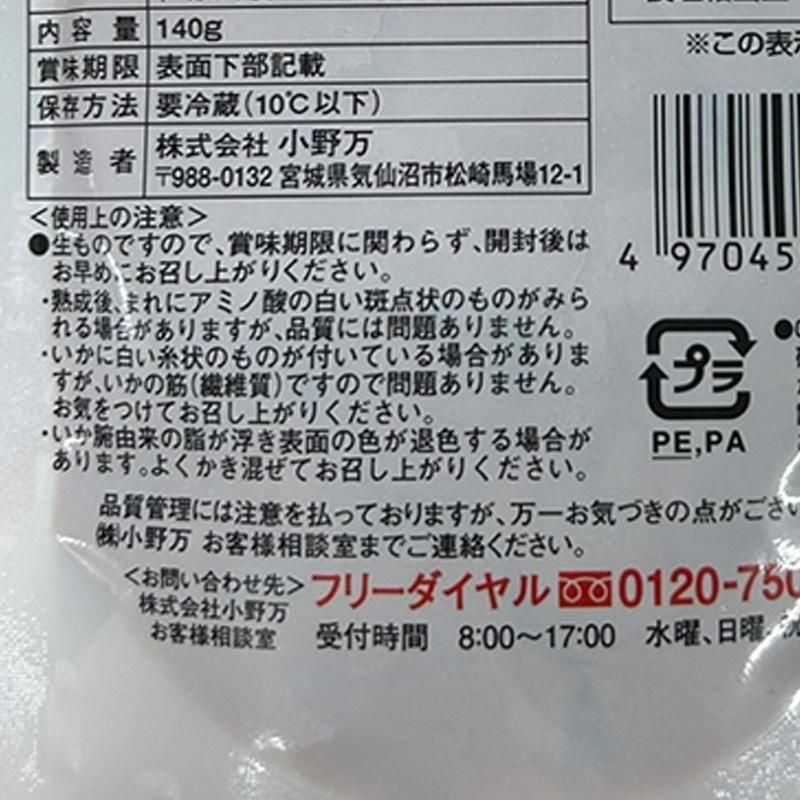 内容量 140g
※この表示
賞味期限 表面下部記載
保存方法 要冷蔵(10℃以下)
製造者 株式会社 小野万
〒988-0132 宮城県気仙沼市松崎馬場12-1
4 97045
<使用上の注意>
●生ものですので、賞味期限に関わらず、開封後は
お早めにお召し上がりください。
・熟成後、まれにアミノ酸の白い斑点状のものがみら
れる場合がありますが、品質には問題ありません。
・いかに白い糸状のものが付いている場合がありま
すが、いかの筋(繊維質)ですので問題ありません。
お気をつけてお召し上がりください。
・いか腑由来の脂が浮き表面の色が退色する場合が
あります。よくかき混ぜてお召し上がりください。
プラ
PE,PA
品質管理には注意を払っておりますが、万一お気づきの点がござい
㈱小野万 お客様相談室までご連絡ください。
<お問い合わせ先> フリーダイヤル 0120-750
株式会社小野万
お客様相談室 受付時間 8:00〜17:00 水曜、日曜、祝